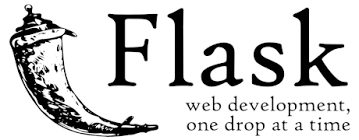 Flask
web development,
one drop at a time